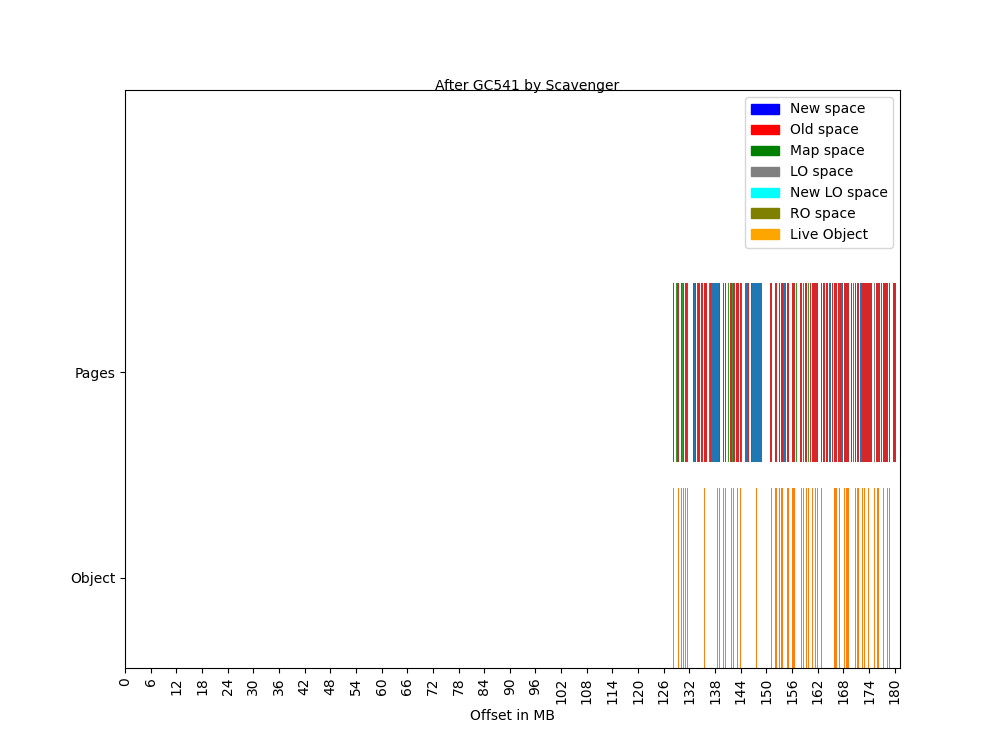 After GC541 by Scavenger
New space
Old space
Map space
LO space
New LO space
RO space
Live Object
Pages
Object
0 6 12 18 24 30 36 42 48 54 60 66 72 78 84 90 96 102 108 114 120 126 132 138 144 150 156 162 168 174 180
Offset in MB